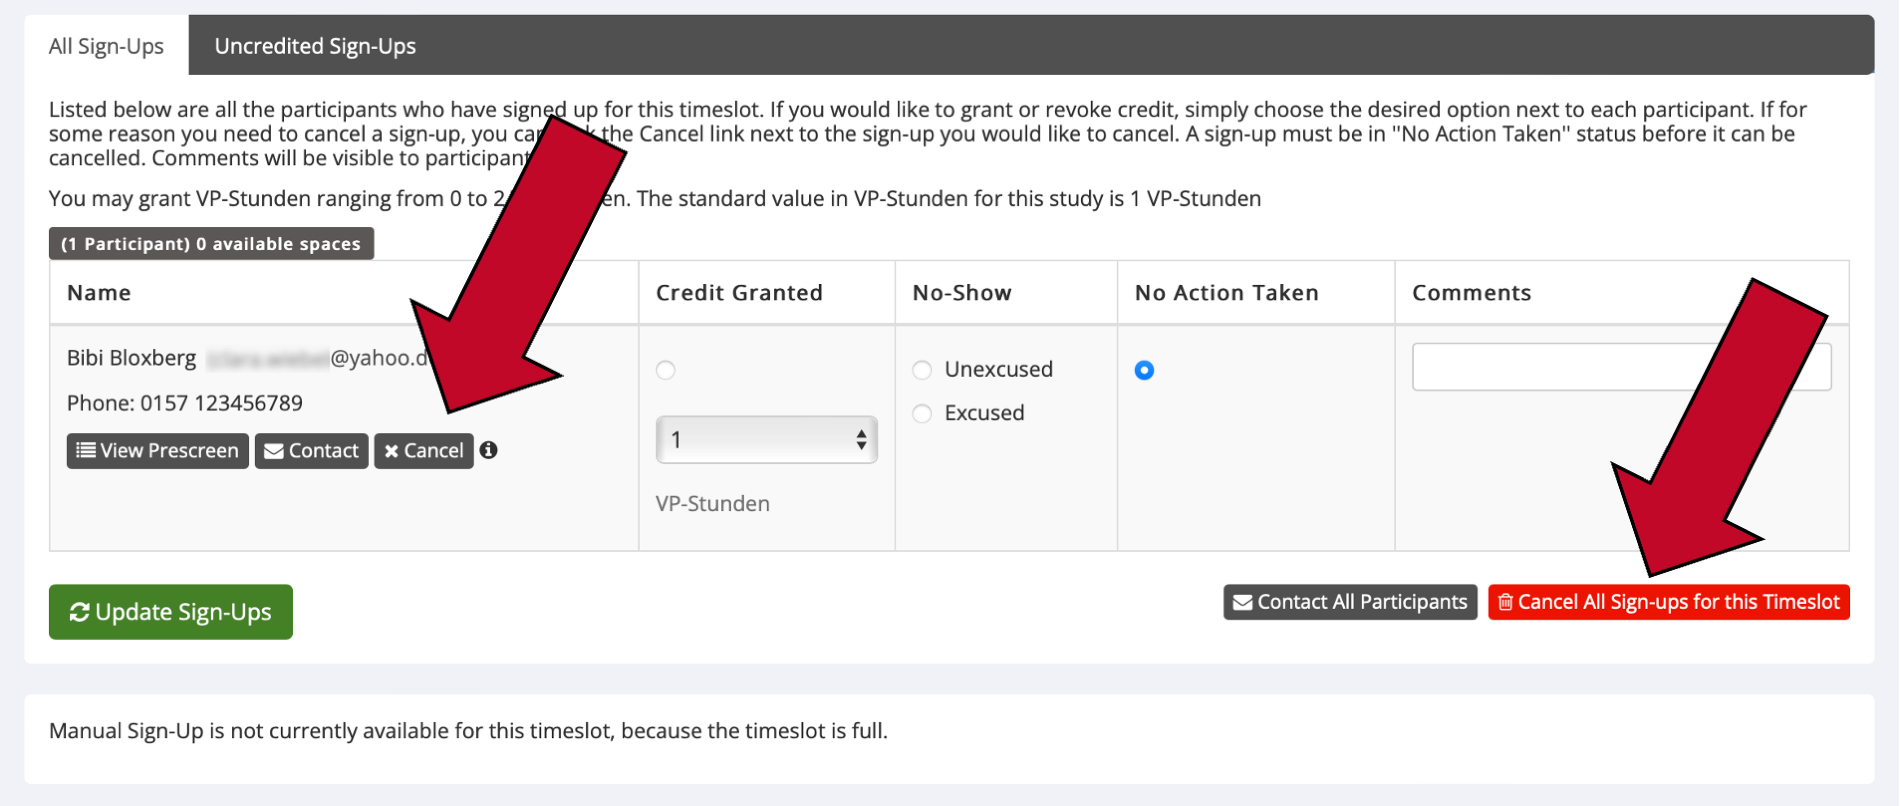 All Sign-Ups Uncredited Sign-Ups
Listed below are all the participants who have signed up for this timeslot. If you would like to grant or revoke credit, simply choose the desired option next to each participant. If for
some reason you need to cancel a sign-up, you the Cancel link next to the sign-up you would like to cancel. A sign-up must be in "No Action Taken" status before it can be
cancelled. Comments will be visible to
You may grant VP-Stunden ranging from 0 to 2 The standard value in VP-Stunden for this study is 1 VP-Stunden
(1 Participant) 0 available spaces
Name Credit Granted No-Show No Action Taken Comments
Bibi Bloxberg @yahoo.d
Unexcused
Phone: 0157 123456789
Excused
1
View Prescreen Contact Cancel
VP-Stunden
Update Sign-Ups
Contact All Participants Cancel All Sign-ups for this Timeslot
Manual Sign-Up is not currently available for this timeslot, because the timeslot is full.